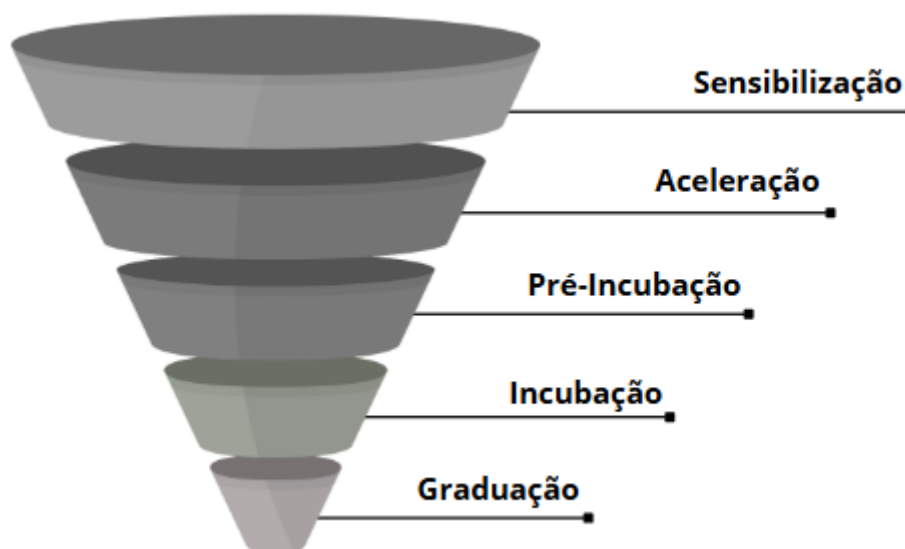 Sensibilização
Aceleração
Pré-Incubação
Incubação
Graduação